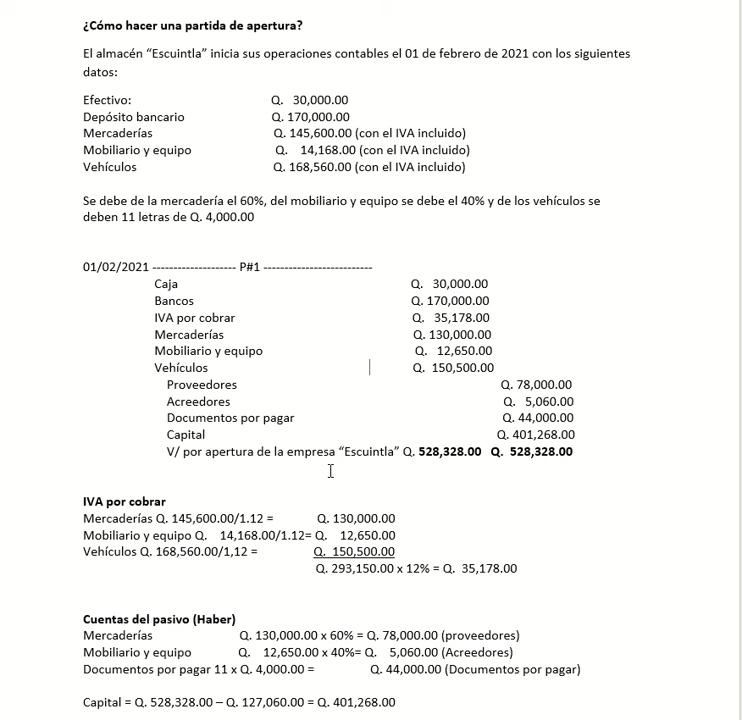 ¿Cómo hacer una partida de apertura?
El almacén “Escuintla” inicia sus operaciones contables el 01 de febrero de 2021 con los siguientes
datos:
Efectivo: Q. 30,000.00
Depósito bancario Q. 170,000.00
Mercaderías Q. 145,600.00 (con el IVA incluido)
Mobiliario y equipo Q. 14,168.00 (con el IVA incluido)
Vehículos Q. 168,560.00 (con el IVA incluido)
Se debe de la mercadería el 60%, del mobiliario y equipo se debe el 40% y de los vehículos se
deben 11 letras de Q. 4,000.00
01/02/2021 -------------------- P#1 --------------------------
Caja Q. 30,000.00
Bancos Q. 170,000.00
IVA por cobrar Q. 35,178.00
Mercaderías Q. 130,000.00
Mobiliario y equipo Q. 12,650.00
Vehículos Q. 150,500.00
Proveedores Q. 78,000.00
Acreedores Q. 5,060.00
Documentos por pagar Q. 44,000.00
Capital Q. 401,268.00
V/ por apertura de la empresa “Escuintla” Q. 528,328.00 Q. 528,328.00
IVA por cobrar
Mercaderías Q. 145,600.00/1.12 = Q. 130,000.00
Mobiliario y equipo Q. 14,168.00/1.12= Q. 12,650.00
Vehículos Q. 168,560.00/1,12 = Q. 150,500.00
Q. 293,150.00 x 12% = Q. 35,178.00
Cuentas del pasivo (Haber)
Mercaderías Q. 130,000.00 x 60% = Q. 78,000.00 (proveedores)
Mobiliario y equipo Q. 12,650.00 x 40%= Q. 5,060.00 (Acreedores)
Documentos por pagar 11 x Q. 4,000.00 = Q. 44,000.00 (Documentos por pagar)
Capital = Q. 528,328.00 – Q. 127,060.00 = Q. 401,268.00